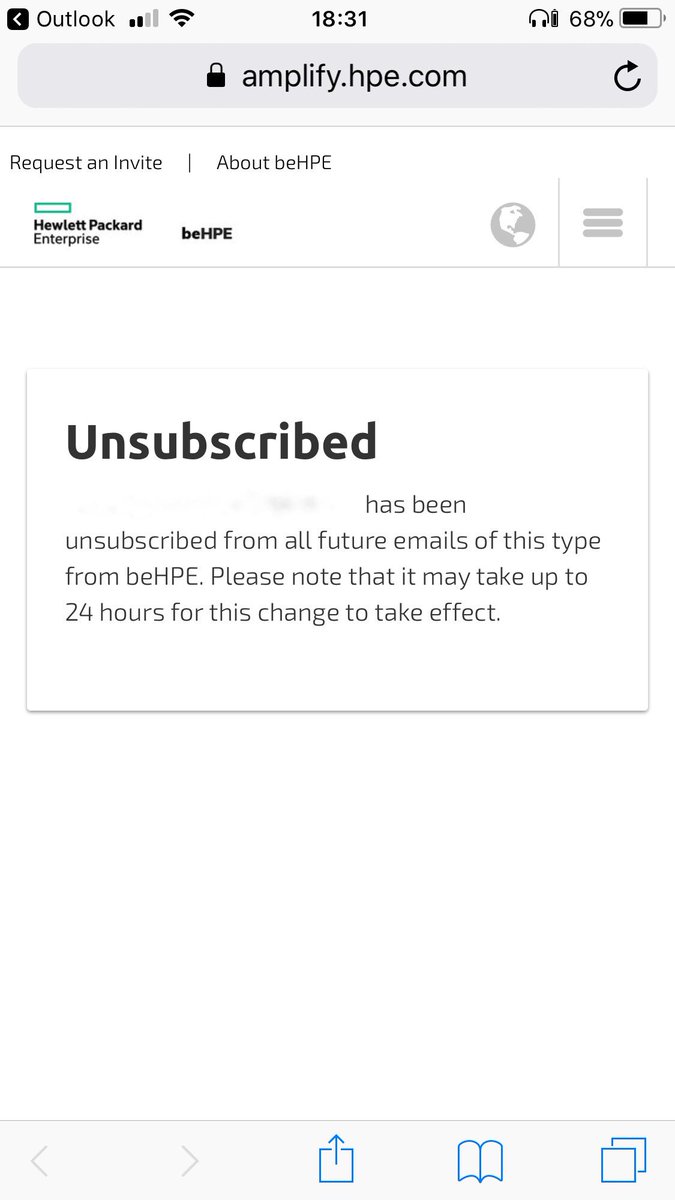 Outlook 18:31 68%
amplify.hpe.com
Request an Invite | About beHPE
Hewlett Packard
Enterprise
beHPE
Unsubscribed
has been
unsubscribed from all future emails of this type
from beHPE. Please note that it may take up to
24 hours for this change to take effect.